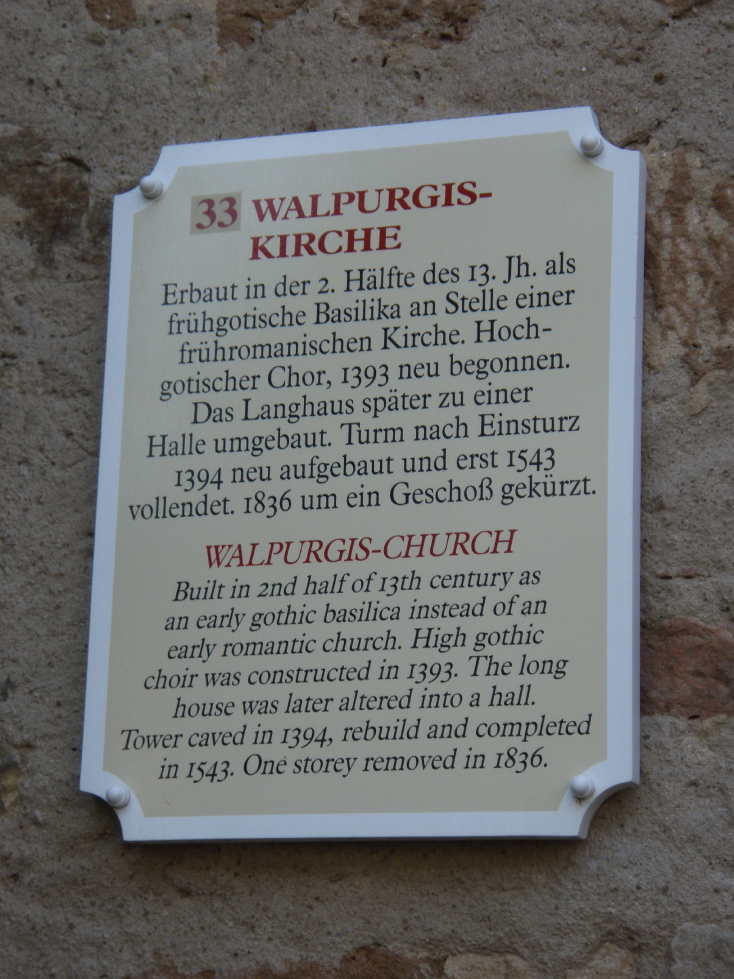 33 WALPURGIS-
KIRCHE
Erbaut in der 2. Hälfte des 13. Jh. als
frühgotische Basilika an Stelle einer
frühromanischen Kirche. Hoch-
gotischer Chor, 1393 neu begonnen.
Das Langhaus später zu einer
Halle umgebaut. Turm nach Einsturz
1394 neu aufgebaut und erst 1543
vollendet. 1836 um ein Geschoß gekürzt.
WALPURGIS-CHURCH
Built in 2nd half of 13th century as
an early gothic basilica instead of an
early romantic church. High gothic
choir was constructed in 1393. The long
house was later altered into a hall.
Tower caved in 1394, rebuild and completed
in 1543. One storey removed in 1836.